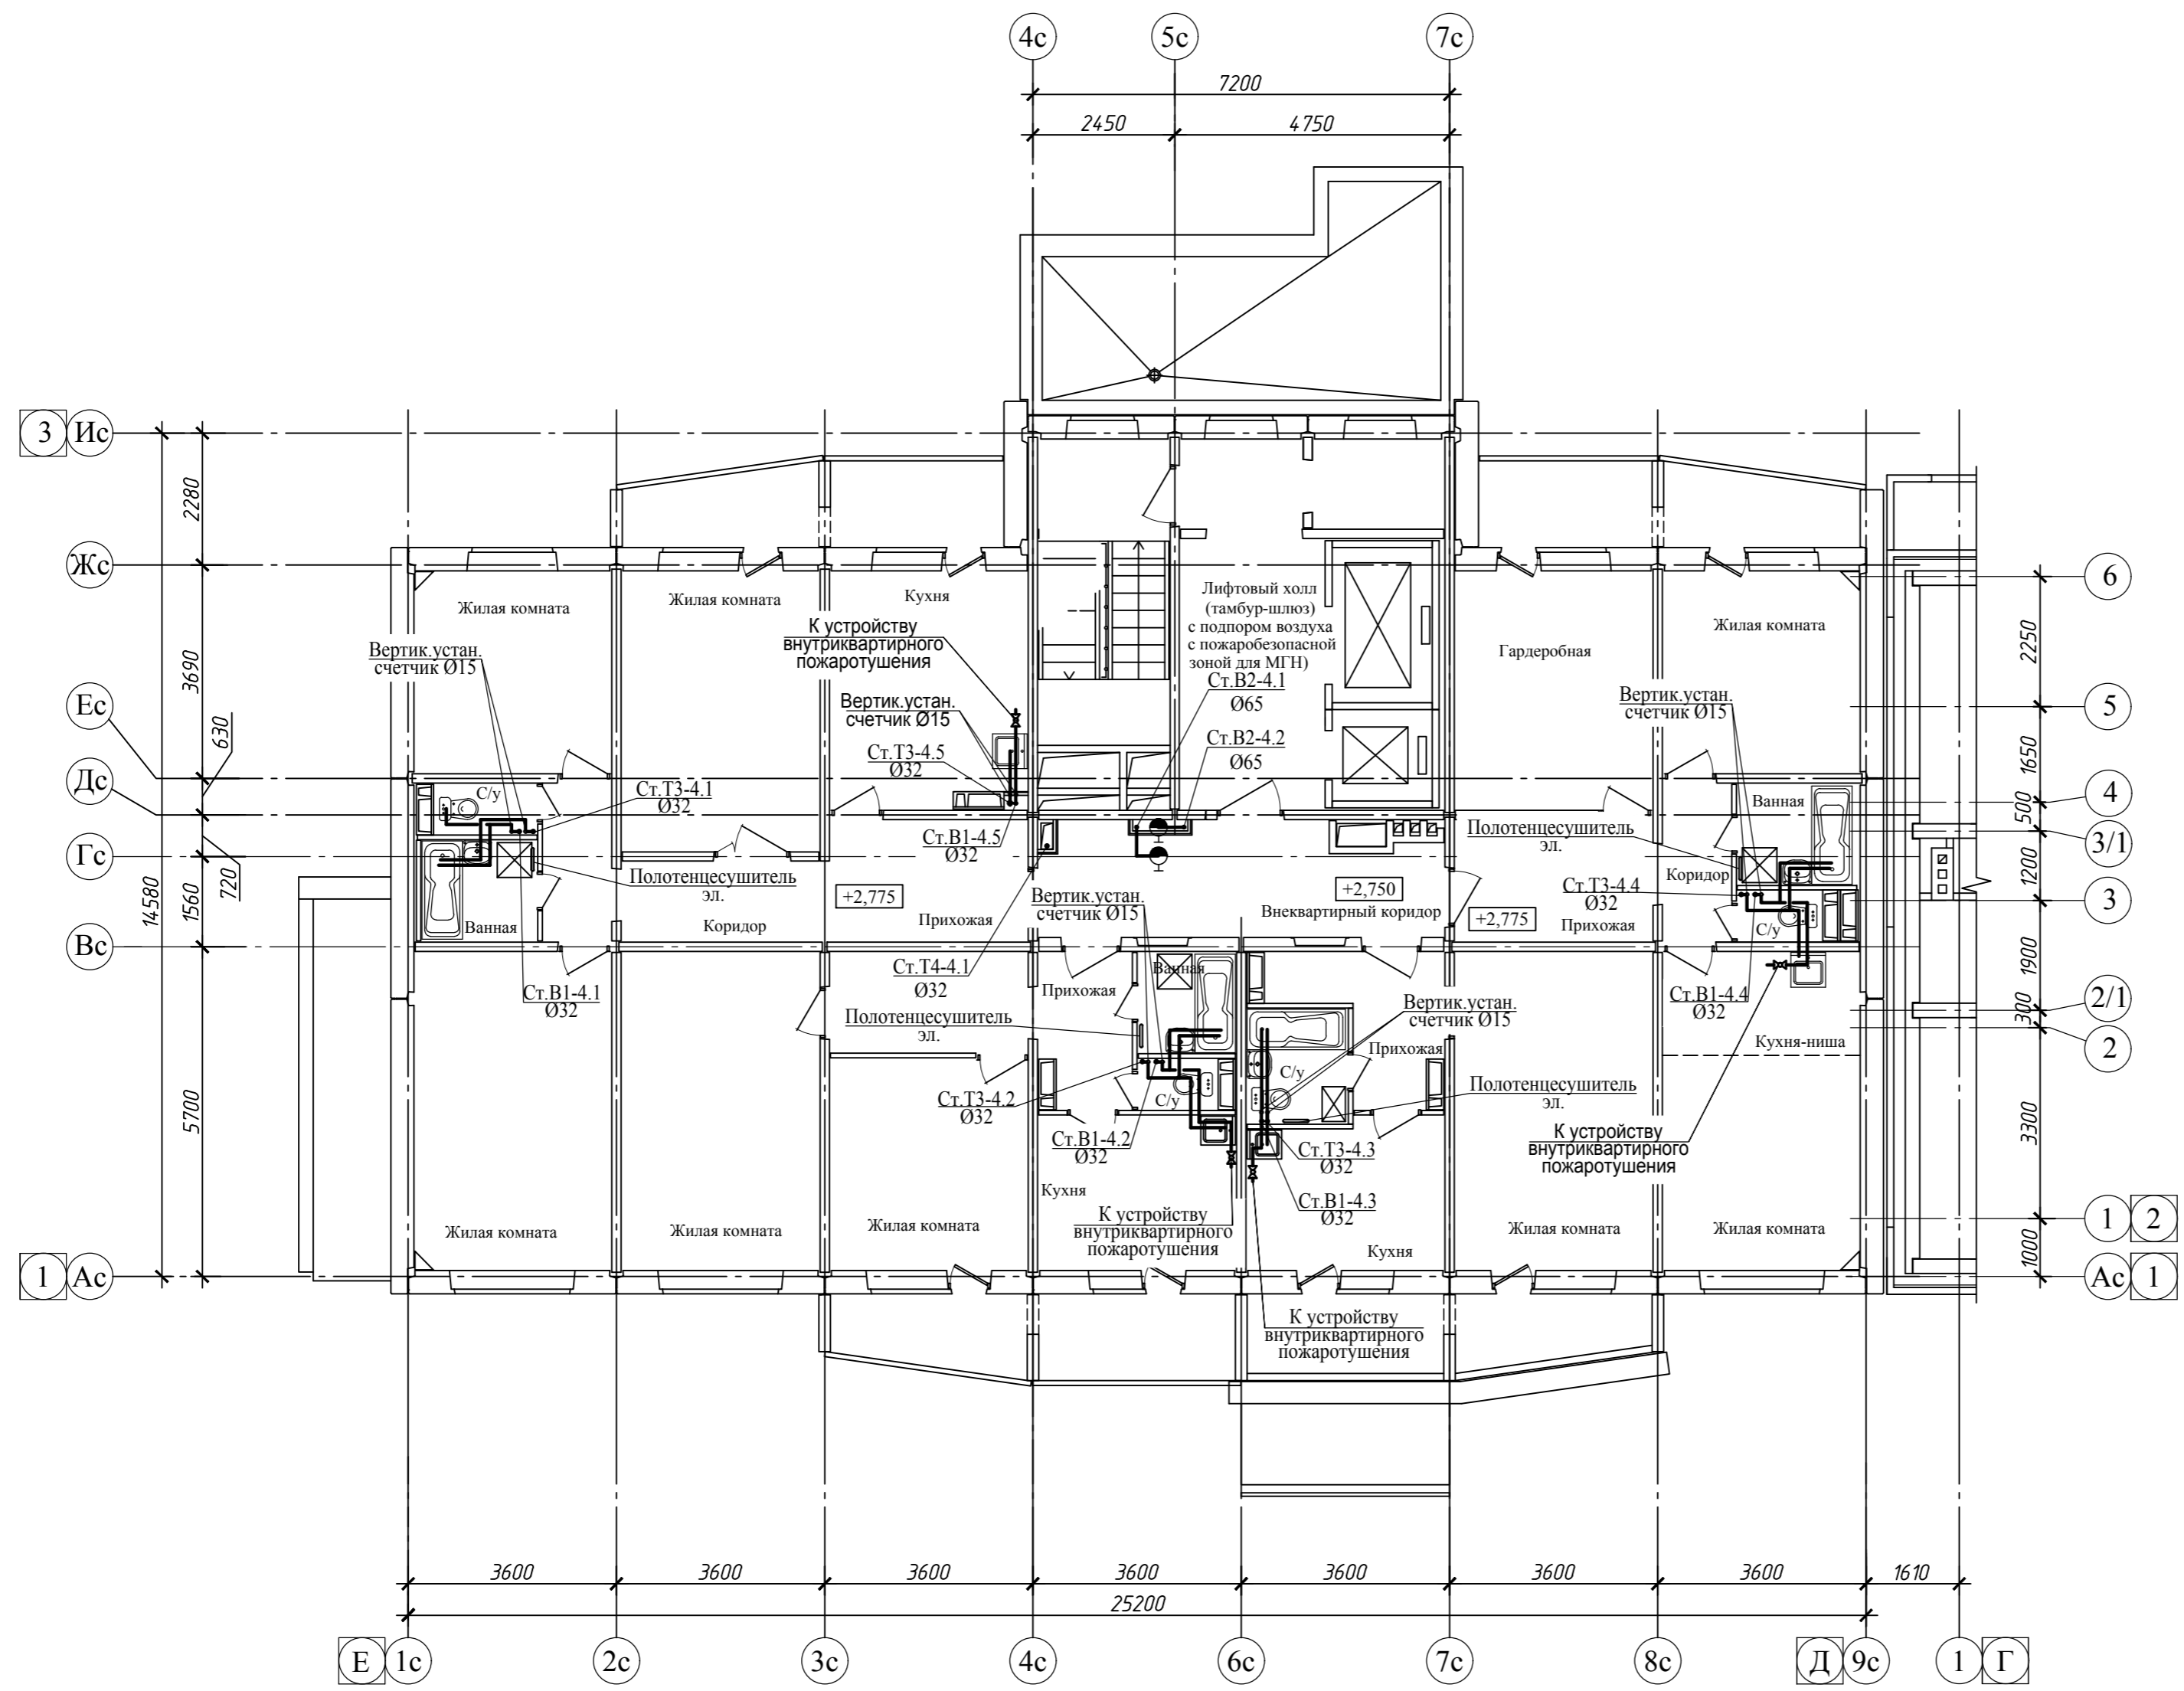 4с
5с
7с
7200
2450
4750
3
Ис
Жс
Ес
Дс
Гс
Вс
1
Ас
2280
3690
630
14580
1560
720
5700
6
5
4
3/1
3
2/1
2
1
2
Ас
1
2250
1650
500
1200
1900
300
3300
1000
Жилая комната
Жилая комната
Кухня
К устройству
внутриквартирного
пожаротушения
Вертик.устан.
счетчик Ø15
Вертик.устан.
счетчик Ø15
Ст.Т3-4.5
Ø32
Лифтовый холл
(тамбур-шлюз)
с подпором воздуха
с пожаробезопасной
зоной для МГН)
Ст.В2-4.1
Ø65
Ст.В2-4.2
Ø65
Гардеробная
Жилая комната
Вертик.устан.
счетчик Ø15
С/у
Ст.Т3-4.1
Ø32
Ст.В1-4.5
Ø32
Ванная
Полотенцесушитель
эл.
Полотенцесушитель
эл.
Коридор
+2,775
Прихожая
Коридор
Ванная
Вертик.устан.
счетчик Ø15
+2,750
Внеквартирный коридор
+2,775
Ст.Т3-4.4
Ø32
Прихожая
С/у
Ст.В1-4.1
Ø32
Ст.Т4-4.1
Ø32
Прихожая
Ванная
Вертик.устан.
счетчик Ø15
Ст.В1-4.4
Ø32
Полотенцесушитель
эл.
Прихожая
С/у
Кухня-ниша
Ст.Т3-4.2
Ø32
С/у
Полотенцесушитель
эл.
Ст.В1-4.2
Ø32
Ст.Т3-4.3
Ø32
К устройству
внутриквартирного
пожаротушения
Кухня
Ст.В1-4.3
Ø32
Жилая комната
Жилая комната
Жилая комната
К устройству
внутриквартирного
пожаротушения
Кухня
Жилая комната
Жилая комната
К устройству
внутриквартирного
пожаротушения
3600
3600
3600
3600
3600
3600
3600
1610
25200
Е
1с
2с
3с
4с
6с
7с
8с
Д
9с
1
Г